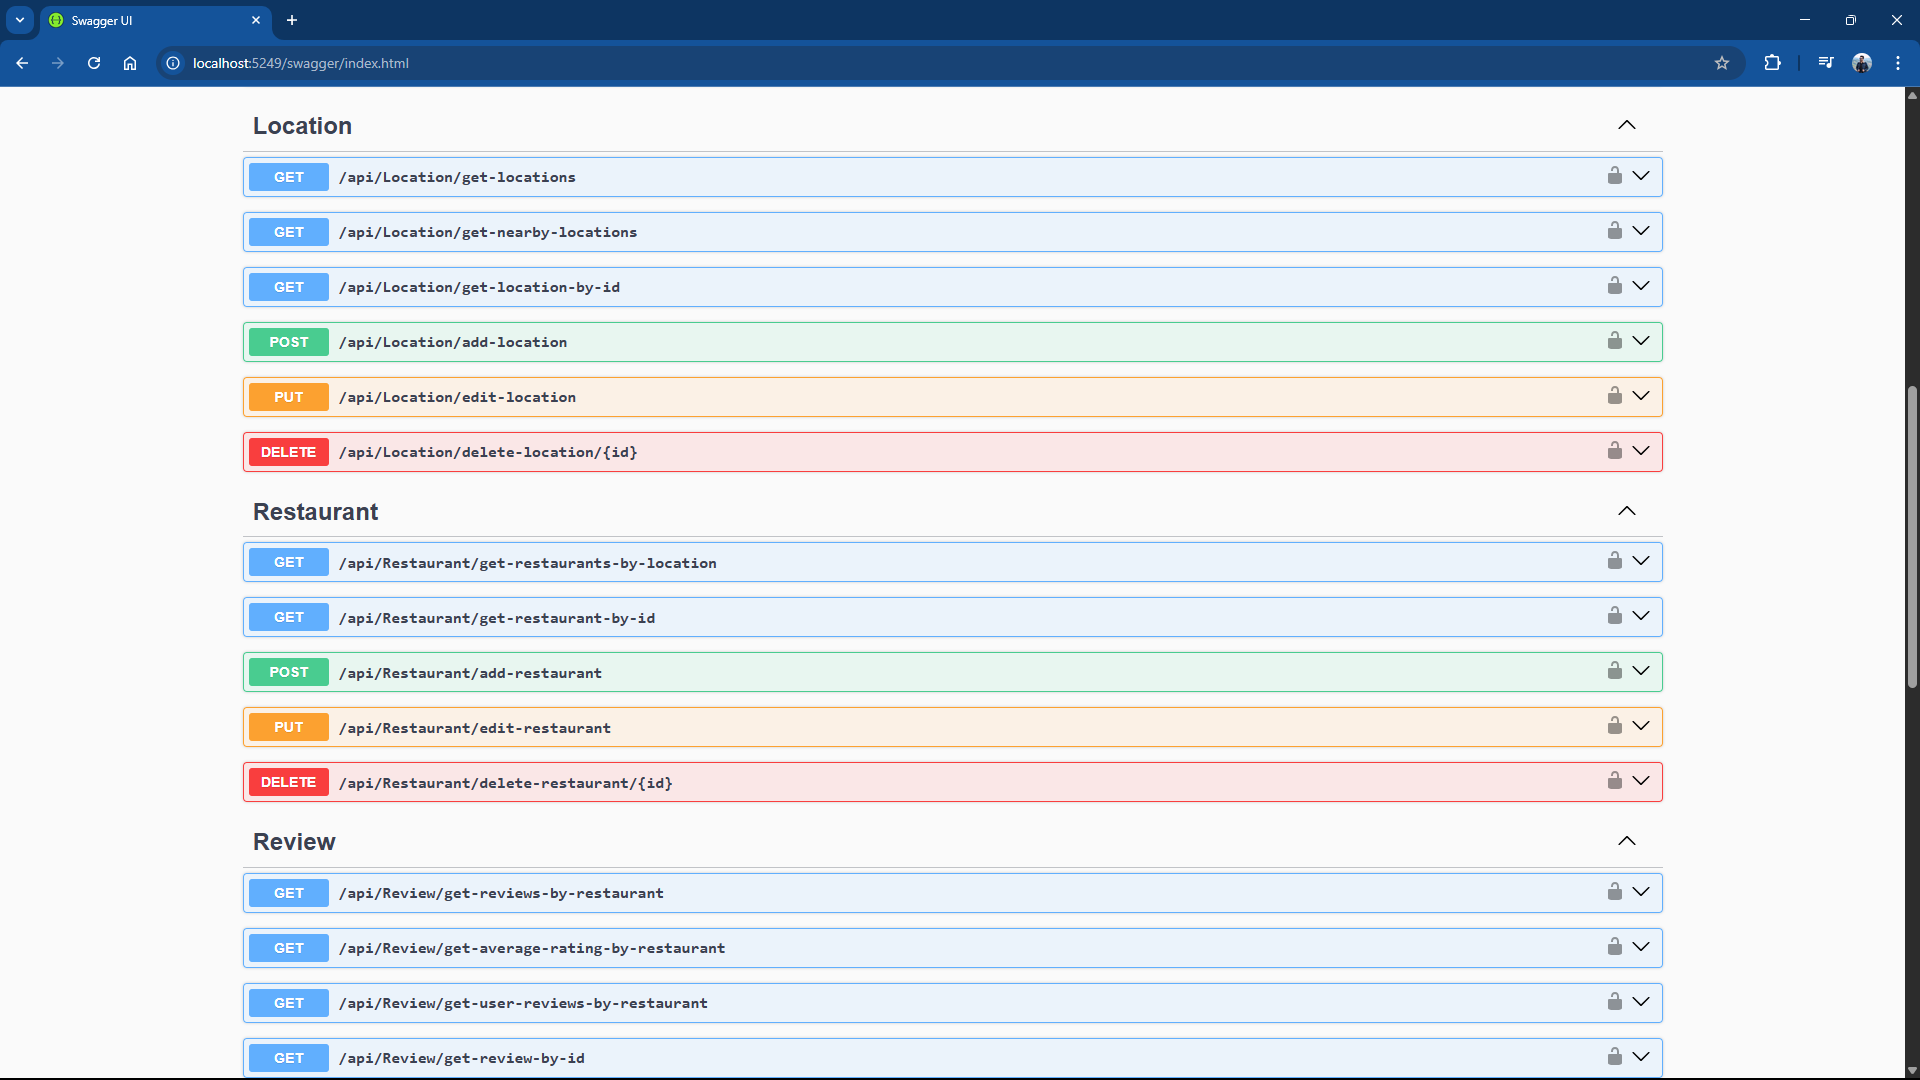 Swagger UI
localhost:5249/swagger/index.html
Location
GET /api/Location/get-locations
GET /api/Location/get-nearby-locations
GET /api/Location/get-location-by-id
POST /api/Location/add-location
PUT /api/Location/edit-location
DELETE /api/Location/delete-location/{id}
Restaurant
GET /api/Restaurant/get-restaurants-by-location
GET /api/Restaurant/get-restaurant-by-id
POST /api/Restaurant/add-restaurant
PUT /api/Restaurant/edit-restaurant
DELETE /api/Restaurant/delete-restaurant/{id}
Review
GET /api/Review/get-reviews-by-restaurant
GET /api/Review/get-average-rating-by-restaurant
GET /api/Review/get-user-reviews-by-restaurant
GET /api/Review/get-review-by-id